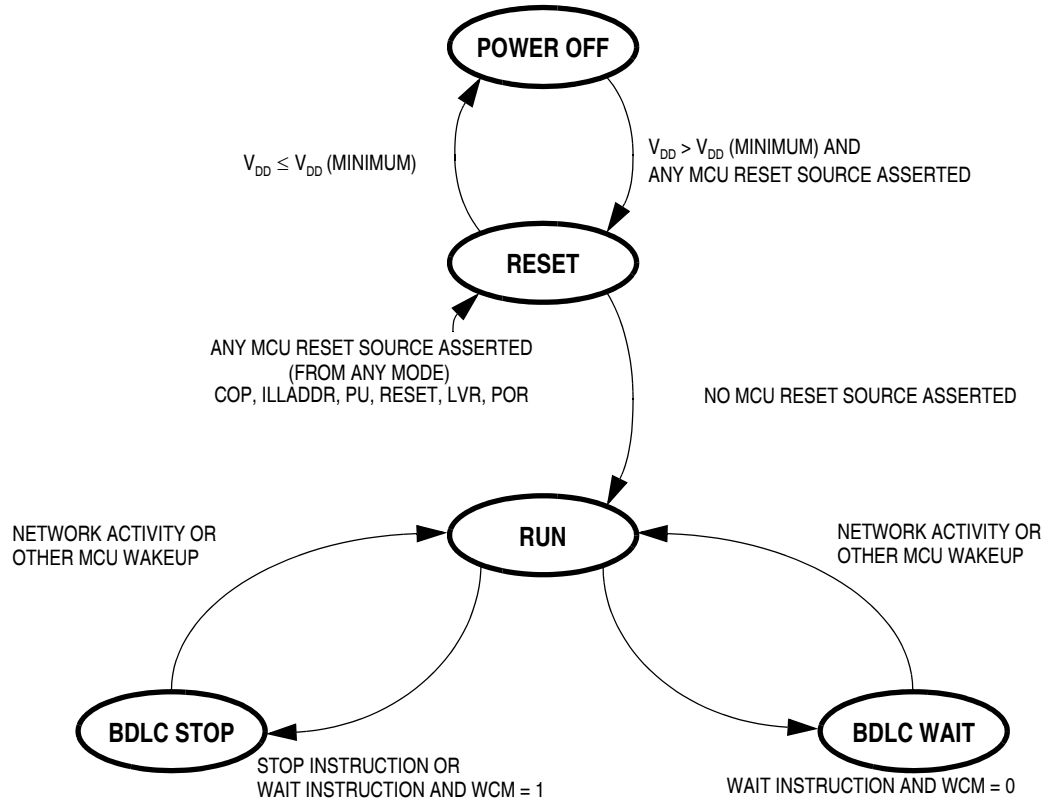 POWER OFF
V_DD ≤ V_DD (MINIMUM)
V_DD > V_DD (MINIMUM) AND
ANY MCU RESET SOURCE ASSERTED
RESET
ANY MCU RESET SOURCE ASSERTED
(FROM ANY MODE)
COP, ILLADDR, PU, RESET, LVR, POR
NO MCU RESET SOURCE ASSERTED
NETWORK ACTIVITY OR
OTHER MCU WAKEUP
RUN
NETWORK ACTIVITY OR
OTHER MCU WAKEUP
BDLC STOP
BDLC WAIT
STOP INSTRUCTION OR
WAIT INSTRUCTION AND WCM = 1
WAIT INSTRUCTION AND WCM = 0